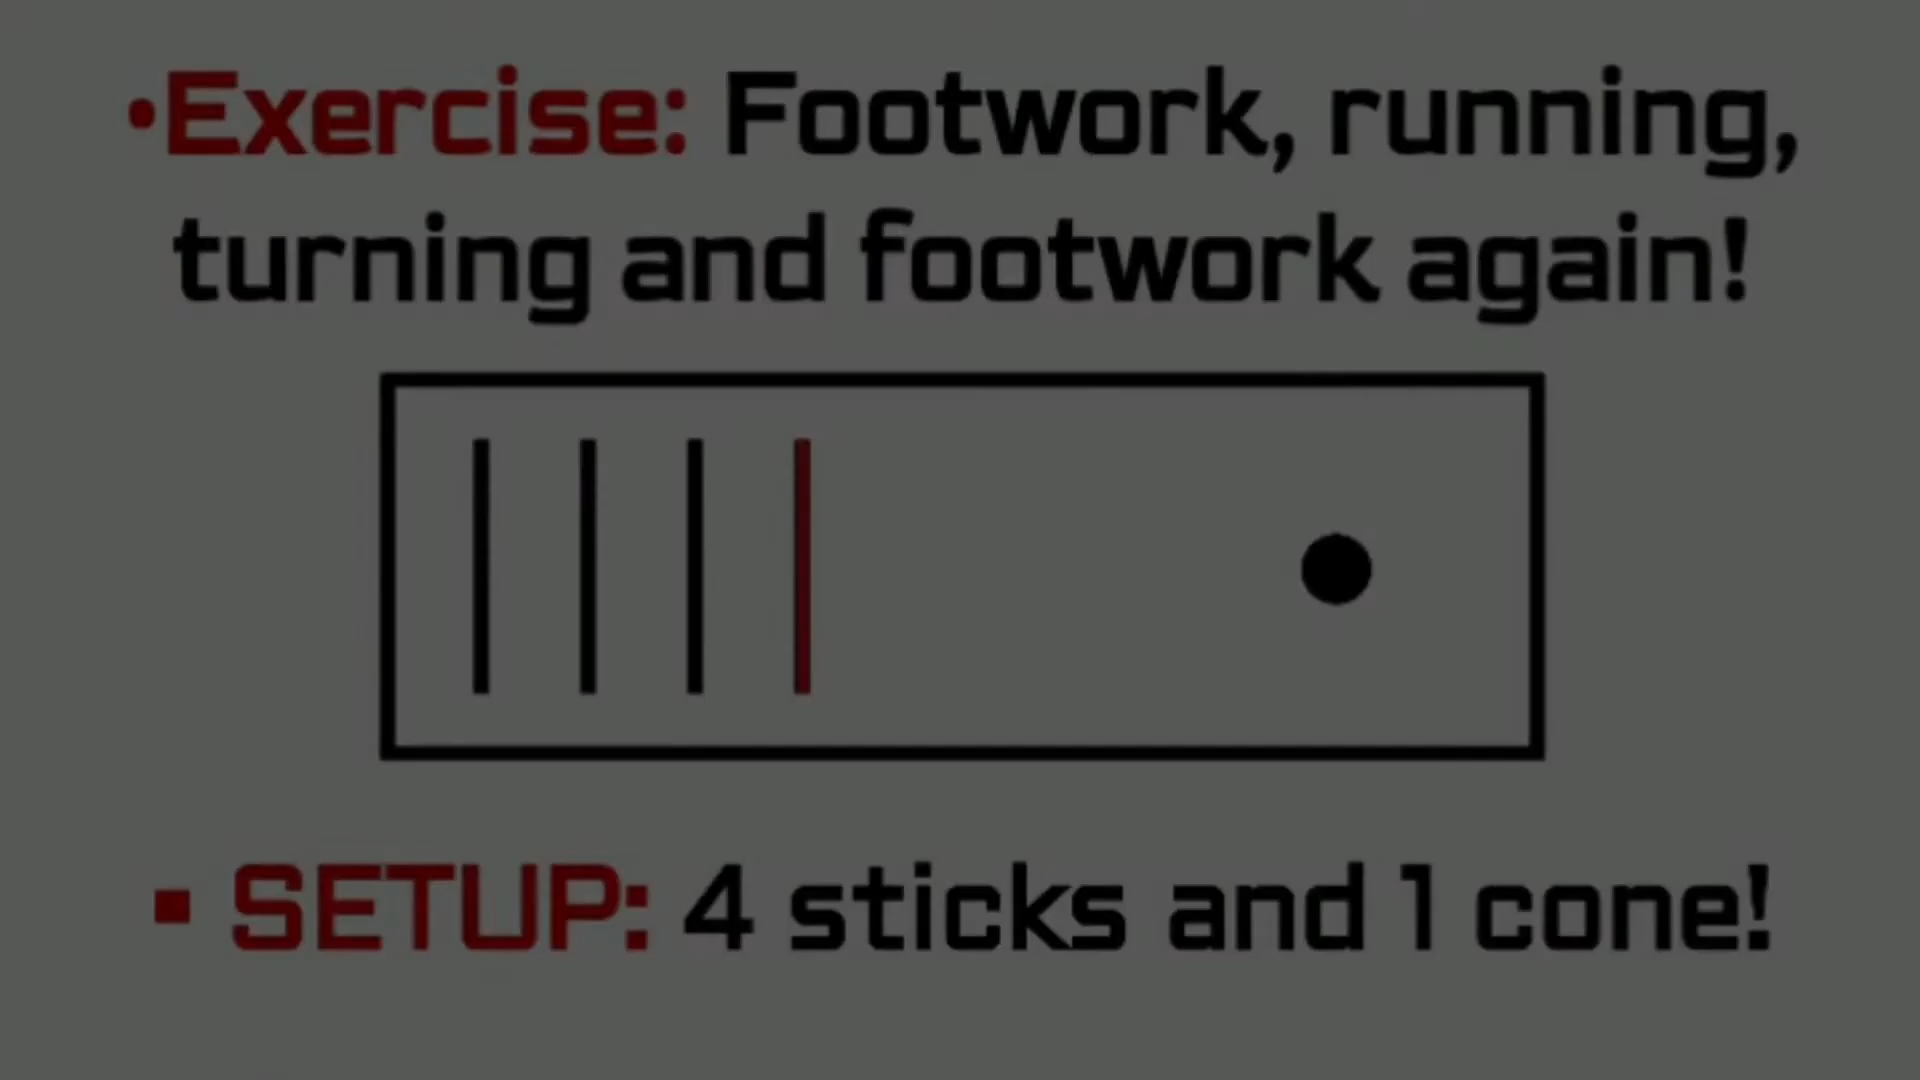 •Exercise: Footwork, running,
turning and footwork again!
▪ SETUP: 4 sticks and 1 cone!